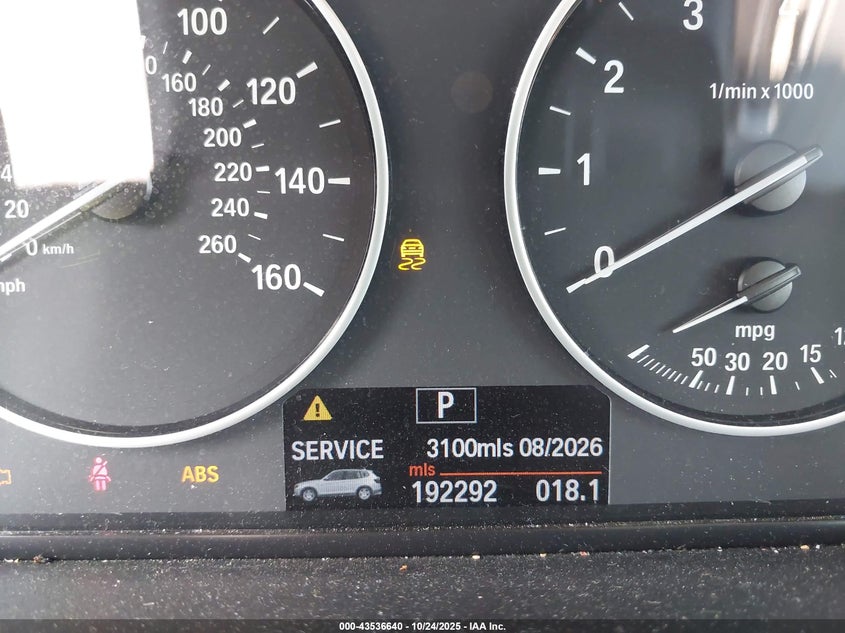 100
120
140
160
160
180
200
220
240
260
20
0 km/h
mph
0
1
2
3
1/min x 1000
mpg
50 30 20 15 12
P
SERVICE 3100mls 08/2026
mls
192292 018.1
ABS
000-43536640 - 10/24/2025 - IAA Inc.